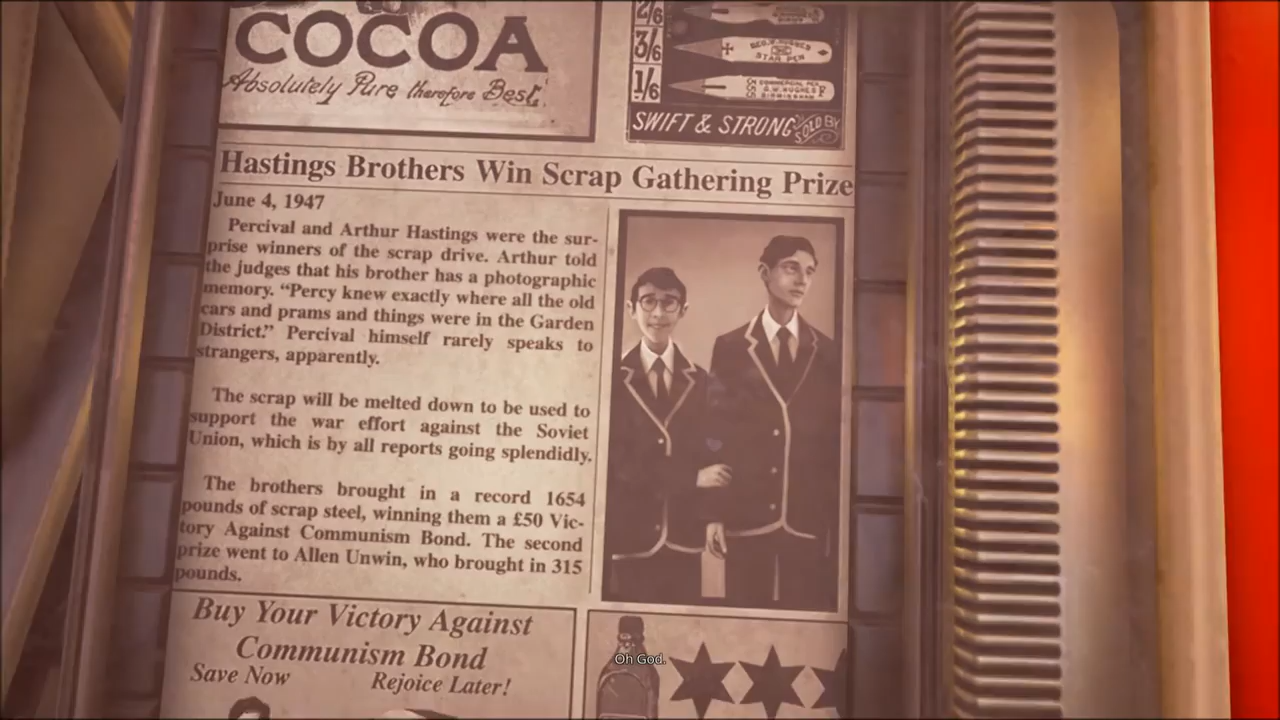 COCOA
Absolutely Pure therefore Best.
2/6
3/6
GEO. W. HUGHES
STAR PEN
1/6
COMMERCIAL PEN
G.W. HUGHES
BIRMINGHAM
SWIFT & STRONG SOLD BY
Hastings Brothers Win Scrap Gathering Prize
June 4, 1947
Percival and Arthur Hastings were the sur-
prise winners of the scrap drive. Arthur told
the judges that his brother has a photographic
memory. “Percy knew exactly where all the old
cars and prams and things were in the Garden
District.” Percival himself rarely speaks to
strangers, apparently.
The scrap will be melted down to be used to
support the war effort against the Soviet
Union, which is by all reports going splendidly.
The brothers brought in a record 1654
pounds of scrap steel, winning them a £50 Vic-
tory Against Communism Bond. The second
prize went to Allen Unwin, who brought in 315
pounds.
Buy Your Victory Against
Communism Bond
Save Now
Rejoice Later!
Oh God.